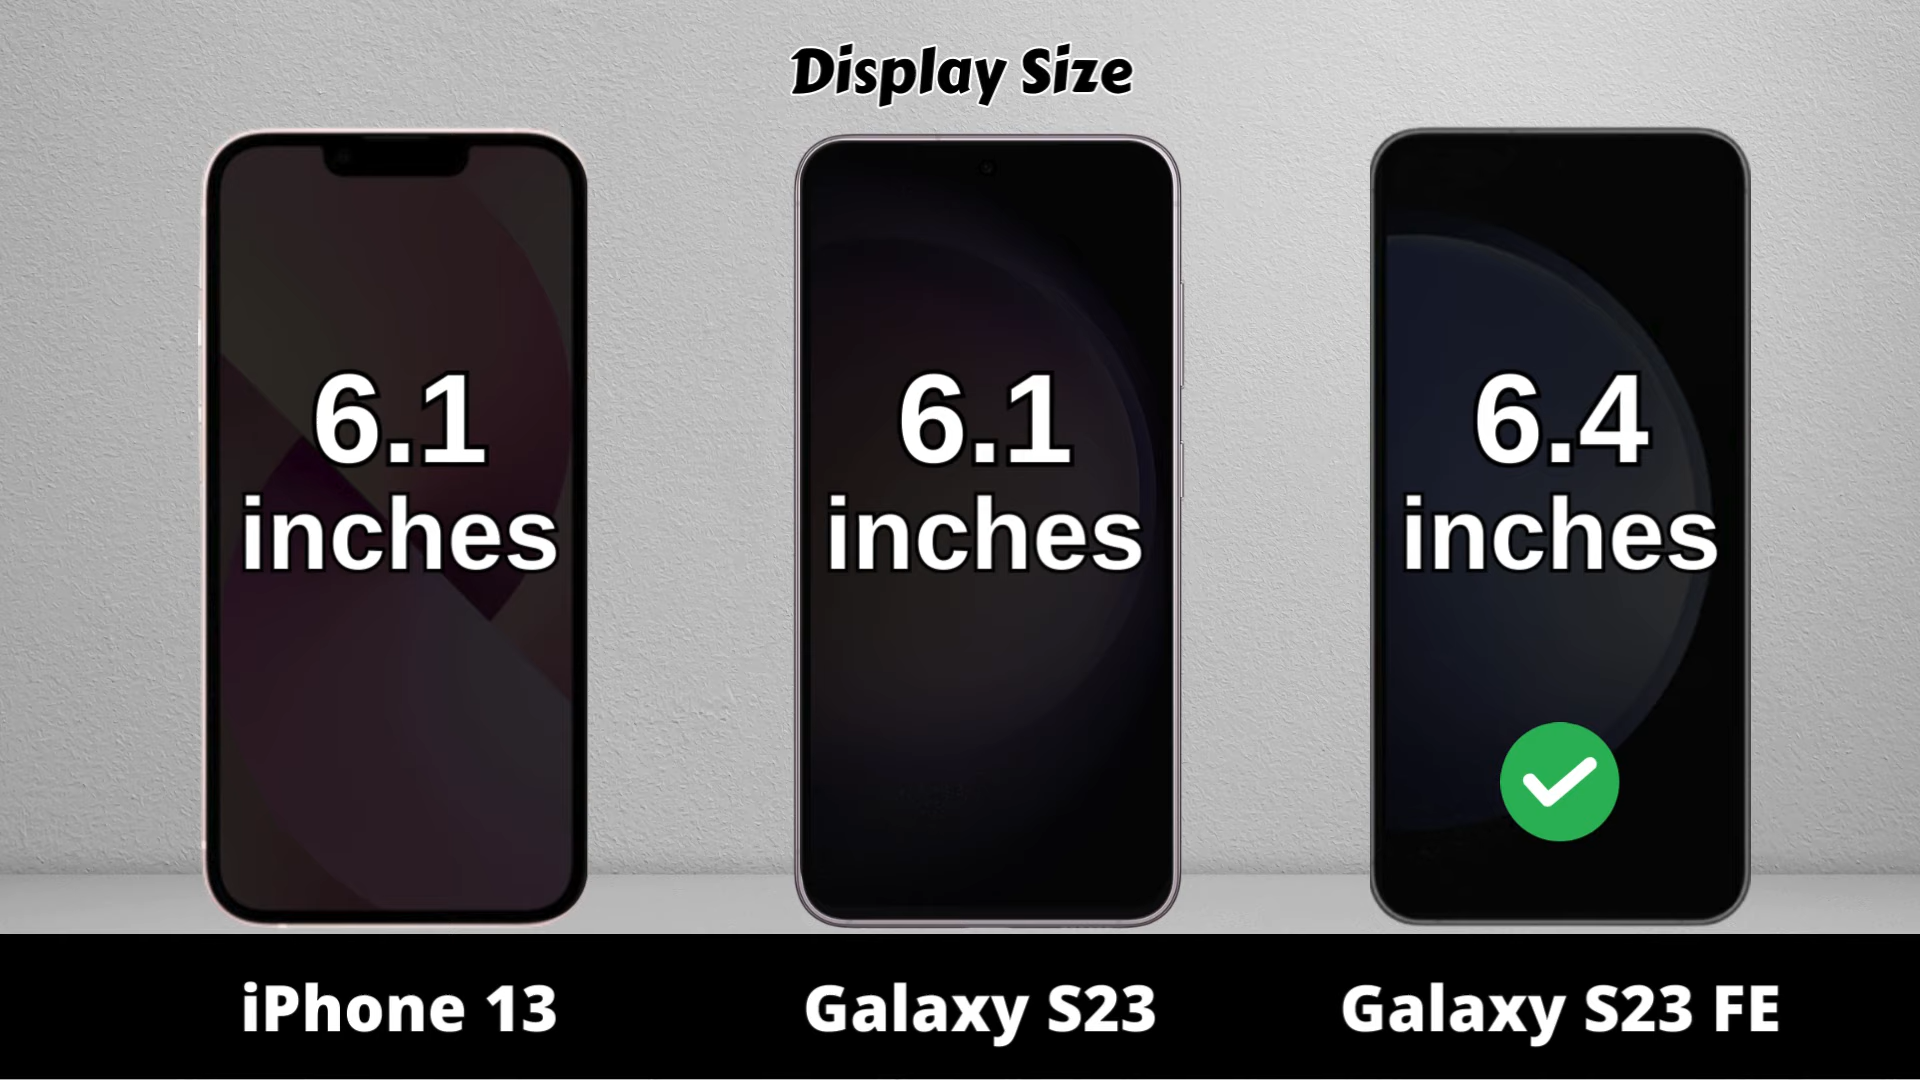 Display Size
6.1
inches
6.1
inches
6.4
inches
iPhone 13
Galaxy S23
Galaxy S23 FE